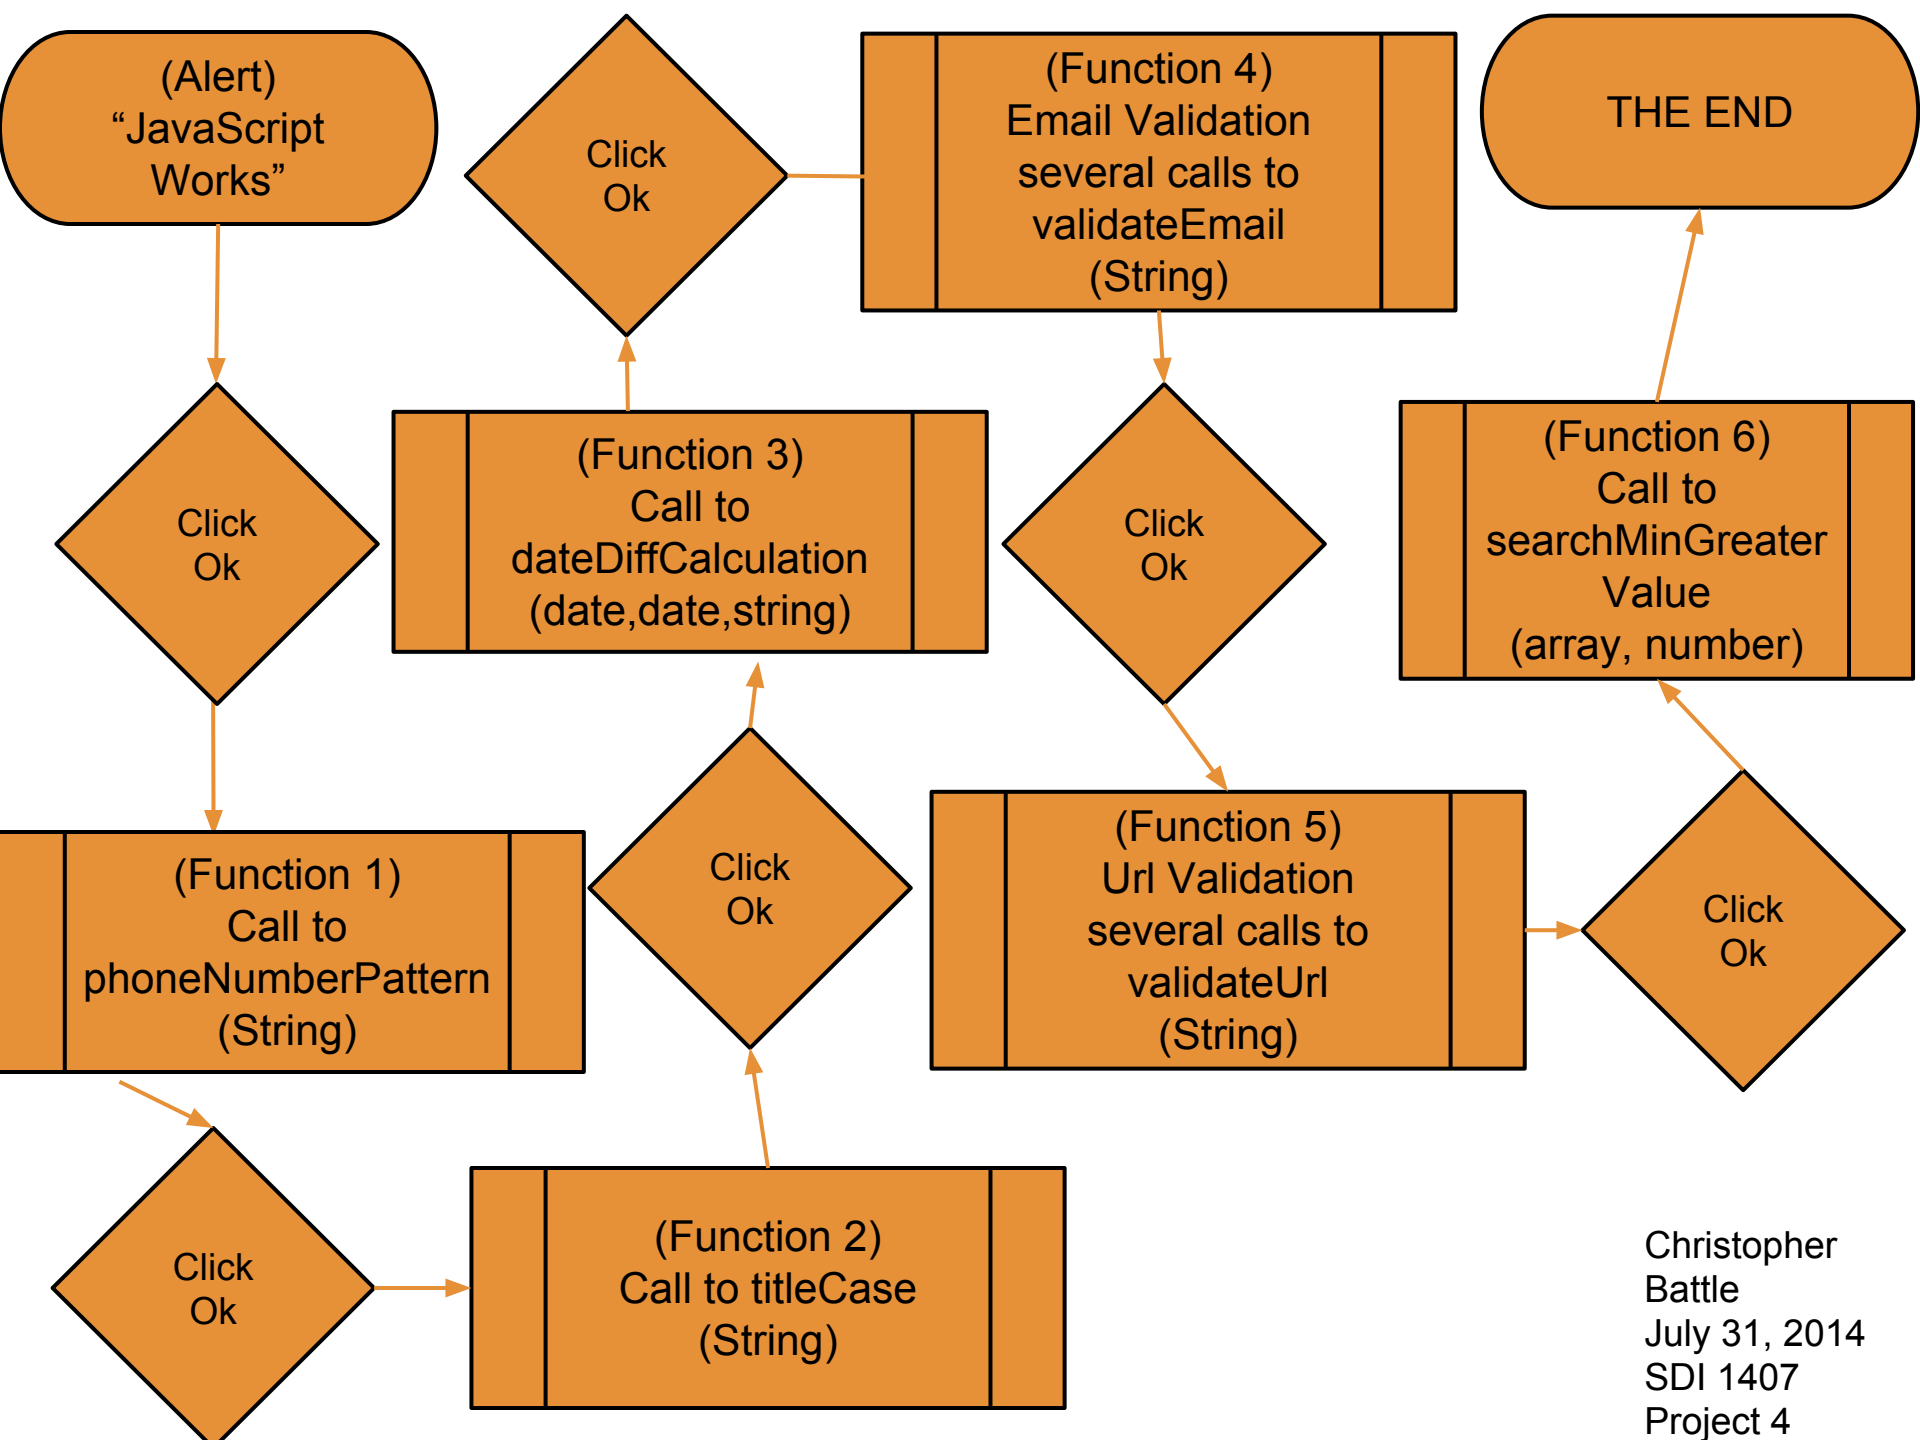 (Alert)
“JavaScript
Works”
Click
Ok
(Function 1)
Call to
phoneNumberPattern
(String)
Click
Ok
(Function 2)
Call to titleCase
(String)
Click
Ok
(Function 3)
Call to
dateDiffCalculation
(date,date,string)
Click
Ok
(Function 4)
Email Validation
several calls to
validateEmail
(String)
Click
Ok
(Function 5)
Url Validation
several calls to
validateUrl
(String)
Click
Ok
(Function 6)
Call to
searchMinGreater
Value
(array, number)
THE END
Christopher
Battle
July 31, 2014
SDI 1407
Project 4